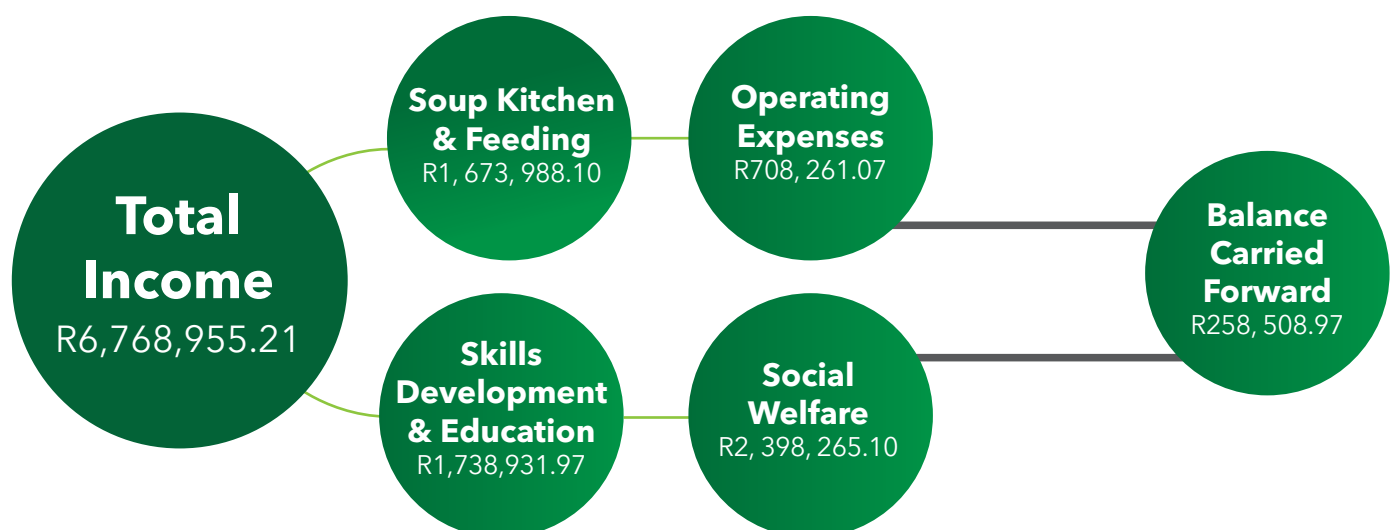 Total
Income
R6,768,955.21
Soup Kitchen
& Feeding
R1, 673, 988.10
Operating
Expenses
R708, 261.07
Skills
Development
& Education
R1,738,931.97
Social
Welfare
R2, 398, 265.10
Balance
Carried
Forward
R258, 508.97